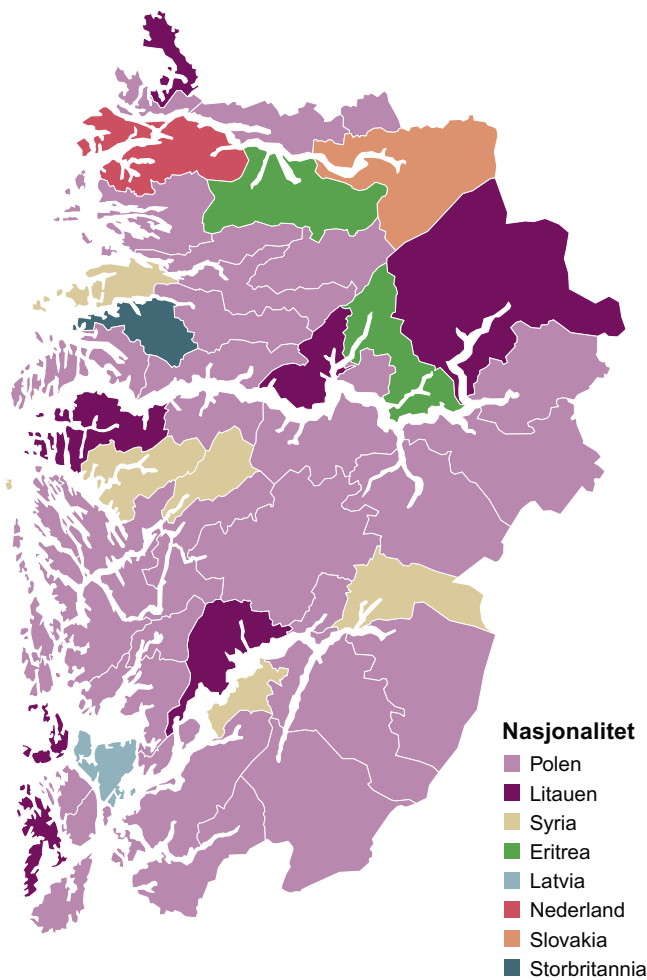 Nasjonalitet
Polen
Litauen
Syria
Eritrea
Latvia
Nederland
Slovakia
Storbritannia